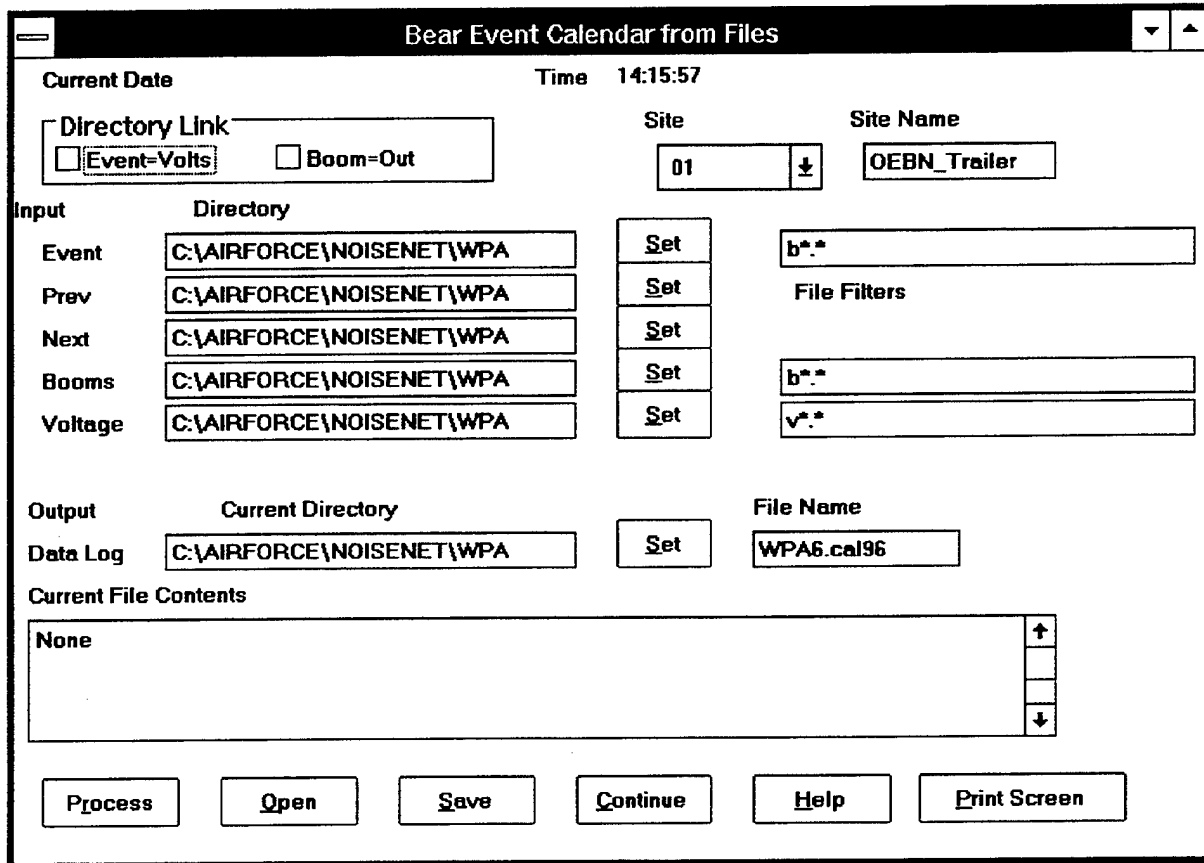 Bear Event Calendar from Files
Current Date Time 14:15:57
Directory Link Site Site Name
Event=Volts Boom=Out 01 OEBN_Trailer
Input Directory
Event C:\AIRFORCE\NOISENET\WPA Set b*.*
Prev C:\AIRFORCE\NOISENET\WPA Set File Filters
Next C:\AIRFORCE\NOISENET\WPA Set
Booms C:\AIRFORCE\NOISENET\WPA Set b*.*
Voltage C:\AIRFORCE\NOISENET\WPA Set v*.*
Output Current Directory File Name
Data Log C:\AIRFORCE\NOISENET\WPA Set WPA6.cal96
Current File Contents
None
Process Open Save Continue Help Print Screen